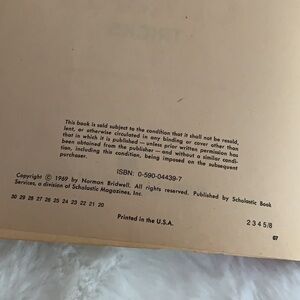 TRICKS
This book is sold subject to the condition that it shall not be resold,
lent, or otherwise circulated in any binding or cover other than
that in which it is published — unless prior written permission has
been obtained from the publisher — and without a similar condi-
tion, including this condition, being imposed on the subsequent
purchaser.
ISBN: 0-590-04439-7
Copyright © 1969 by Norman Bridwell. All rights reserved. Published by Scholastic Book
Services, a division of Scholastic Magazines, Inc.
30 29 28 27 26 25 24 23 22 21 20
2 3 4 5/8
Printed in the U.S.A.
07